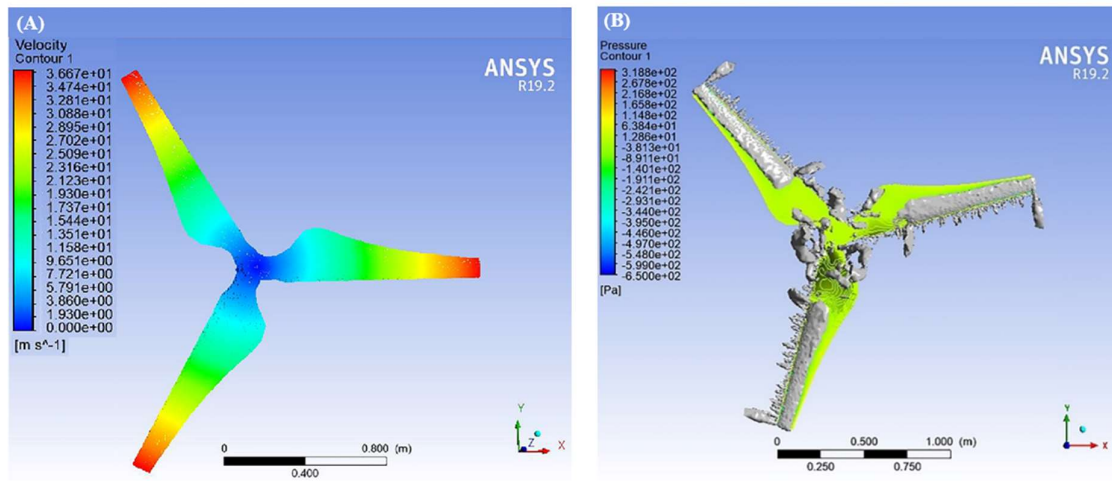 (A)
Velocity
Contour 1
3.667e+01
3.474e+01
3.281e+01
3.088e+01
2.895e+01
2.702e+01
2.509e+01
2.316e+01
2.123e+01
1.930e+01
1.737e+01
1.544e+01
1.351e+01
1.158e+01
9.651e+00
7.721e+00
5.791e+00
3.860e+00
1.930e+00
0.000e+00
[m s^-1]
ANSYS
R19.2
0 0.800 (m)
0.400
Y
Z X
(B)
Pressure
Contour 1
3.188e+02
2.678e+02
2.168e+02
1.658e+02
1.148e+02
6.384e+01
1.286e+01
-3.813e+01
-8.911e+01
-1.401e+02
-1.911e+02
-2.421e+02
-2.931e+02
-3.440e+02
-3.950e+02
-4.460e+02
-4.970e+02
-5.480e+02
-5.990e+02
-6.500e+02
[Pa]
ANSYS
R19.2
0 0.500 1.000 (m)
0.250 0.750
Y
X